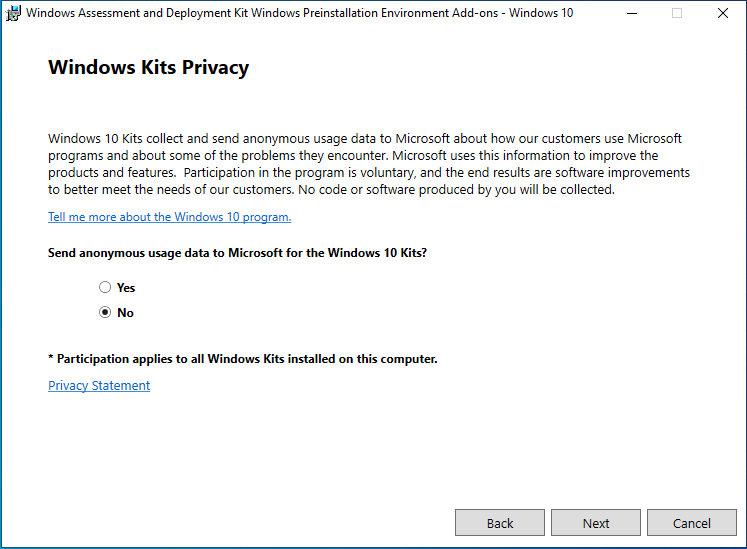 Windows Assessment and Deployment Kit Windows Preinstallation Environment Add-ons - Windows 10
Windows Kits Privacy
Windows 10 Kits collect and send anonymous usage data to Microsoft about how our customers use Microsoft
programs and about some of the problems they encounter. Microsoft uses this information to improve the
products and features.  Participation in the program is voluntary, and the end results are software improvements
to better meet the needs of our customers. No code or software produced by you will be collected.
Tell me more about the Windows 10 program.
Send anonymous usage data to Microsoft for the Windows 10 Kits?
Yes
No
* Participation applies to all Windows Kits installed on this computer.
Privacy Statement
Back Next Cancel